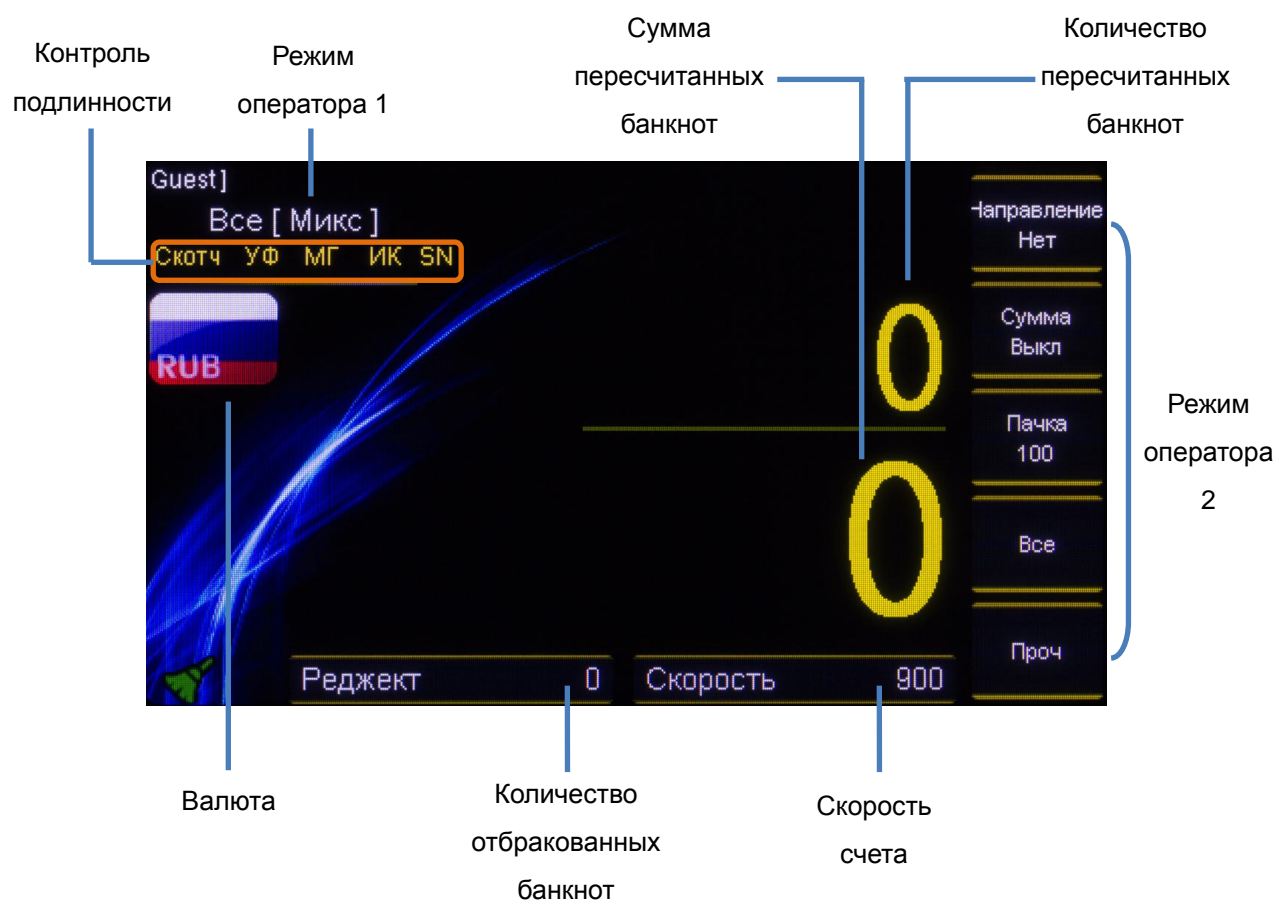 Контроль
подлинности
Режим
оператора 1
Сумма
пересчитанных
банкнот
Количество
пересчитанных
банкнот
Guest]
Все [ Микс ]
Скотч УФ МГ ИК SN
RUB
0
0
Направление
Нет
Сумма
Выкл
Пачка
100
Все
Проч
Режим
оператора
2
Реджект 0
Скорость 900
Валюта
Количество
отбракованных
банкнот
Скорость
счета